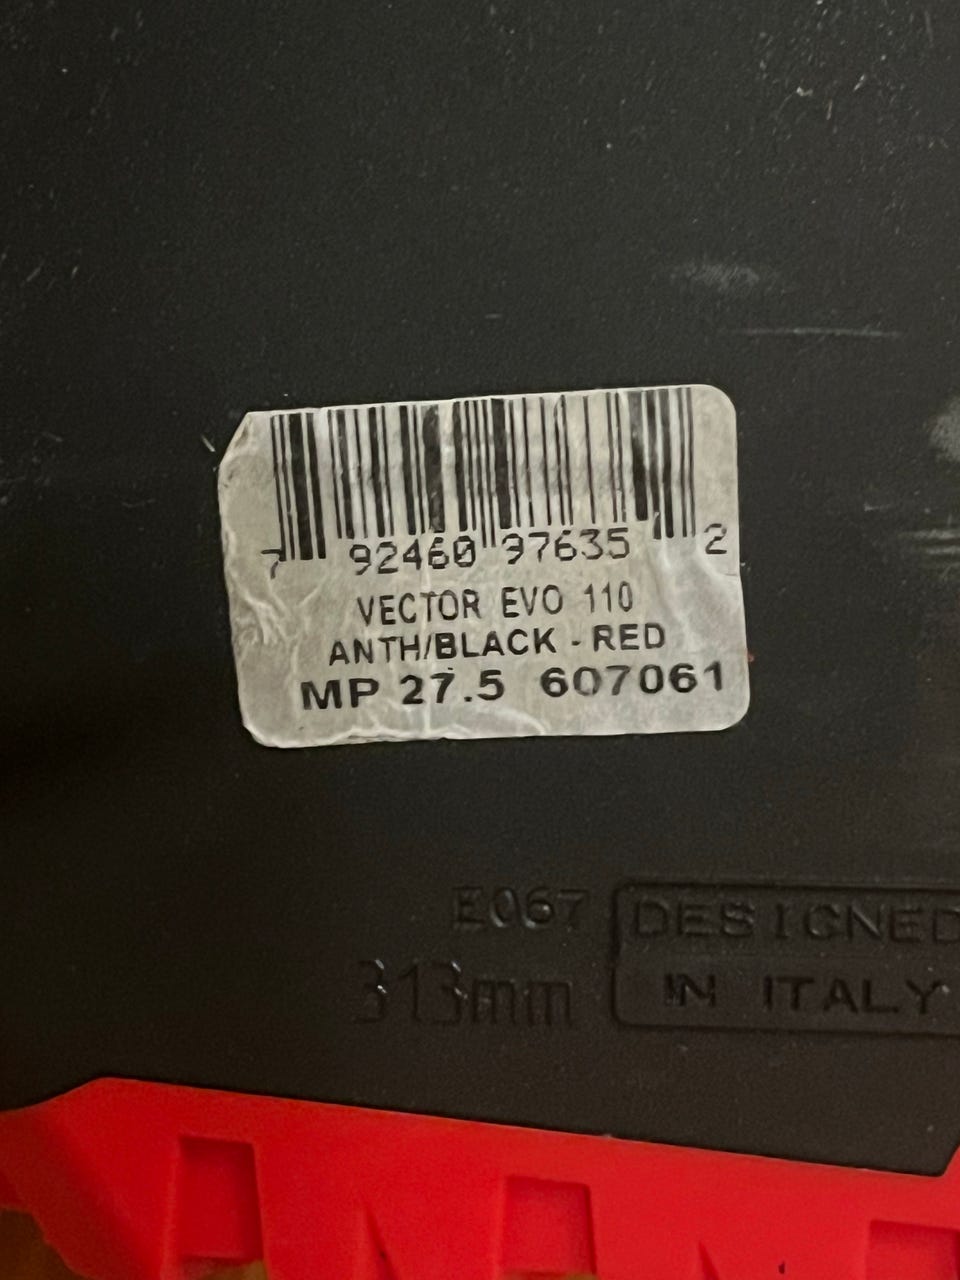 7 92460 97635 2
VECTOR EVO 110
ANTH/BLACK - RED
MP 27.5 607061
E067
313mm
DESIGNED
IN ITALY